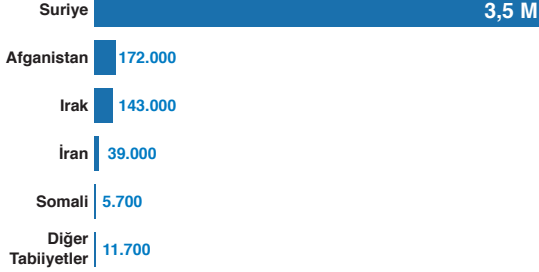 Suriye 3,5 M
Afganistan 172.000
Irak 143.000
İran 39.000
Somali 5.700
Diğer
Tabiiyetler 11.700